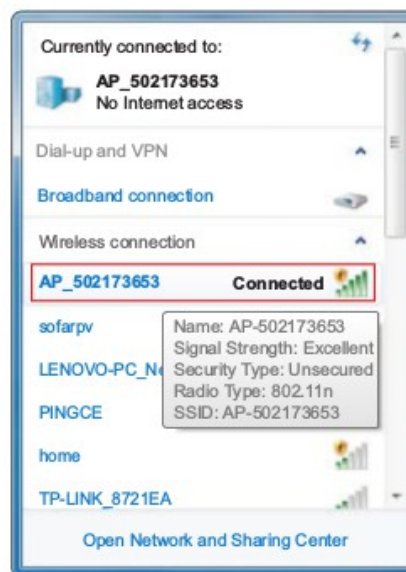 Currently connected to:
AP_502173653
No Internet access
Dial-up and VPN
Broadband connection
Wireless connection
AP_502173653 Connected
sofarpv
Name: AP-502173653
Signal Strength: Excellent
LENOVO-PC_Ne
Security Type: Unsecured
Radio Type: 802.11n
PINGCE
SSID: AP-502173653
home
TP-LINK_8721EA
Open Network and Sharing Center